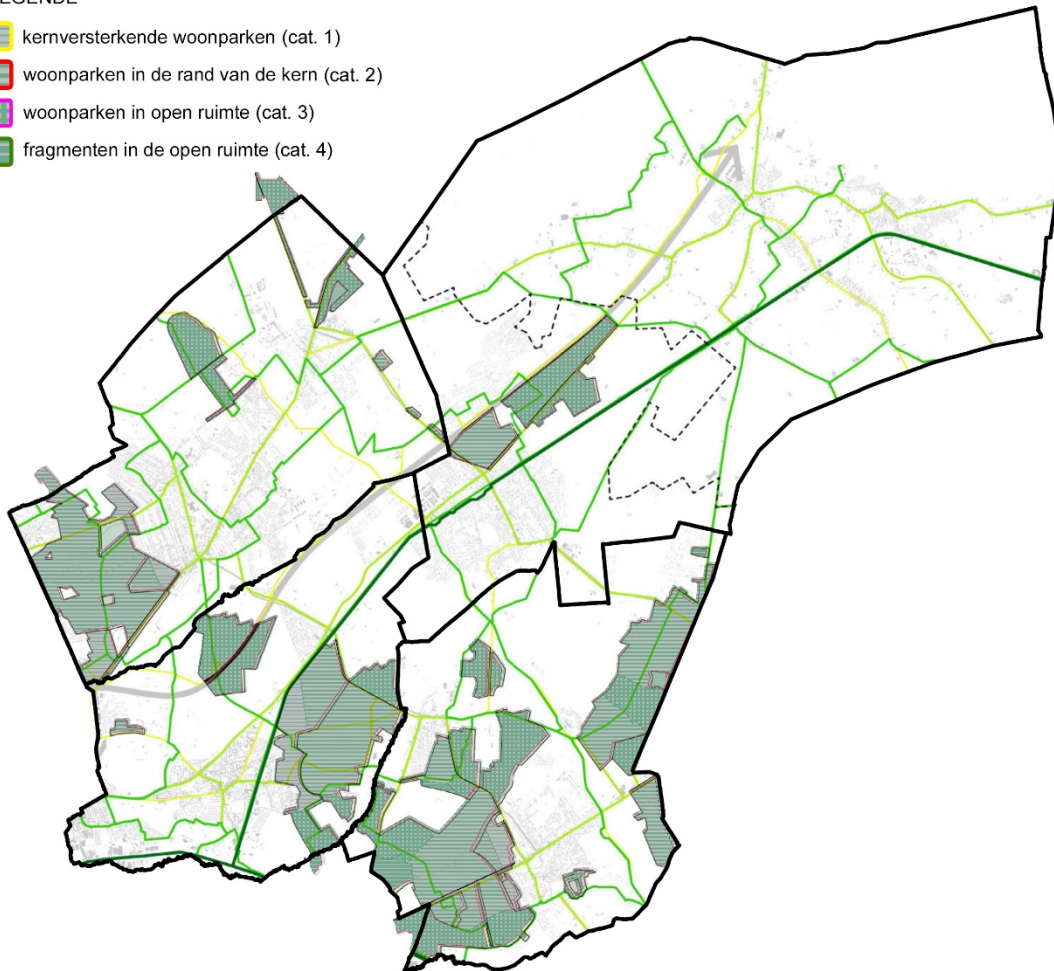 LEGENDE
kernversterkende woonparken (cat. 1)
woonparken in de rand van de kern (cat. 2)
woonparken in open ruimte (cat. 3)
fragmenten in de open ruimte (cat. 4)